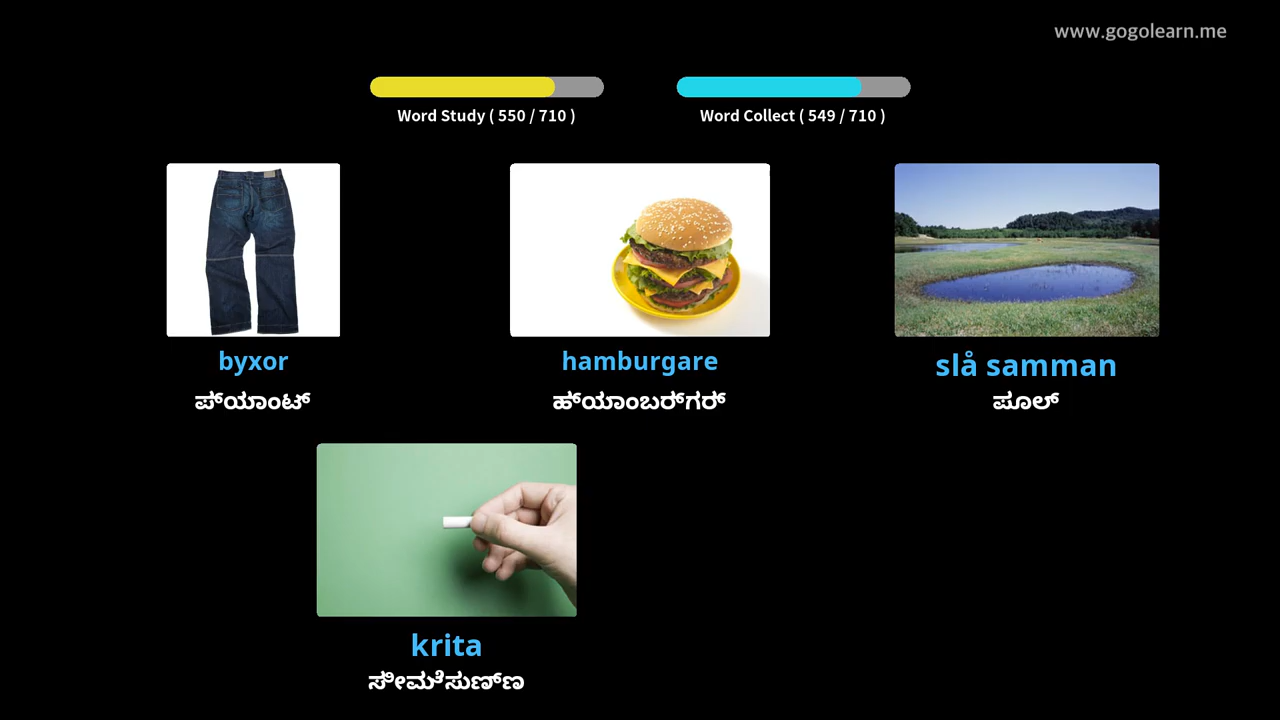 www.gogolearn.me
Word Study ( 550 / 710 )
Word Collect ( 549 / 710 )
byxor
hamburgare
slå samman
ಪ್ಯಾಂಟ್
ಹ್ಯಾಂಬರ್ಗರ್
ಪೂಲ್
krita
ಸೀಮೆಸುಣ್ಣ